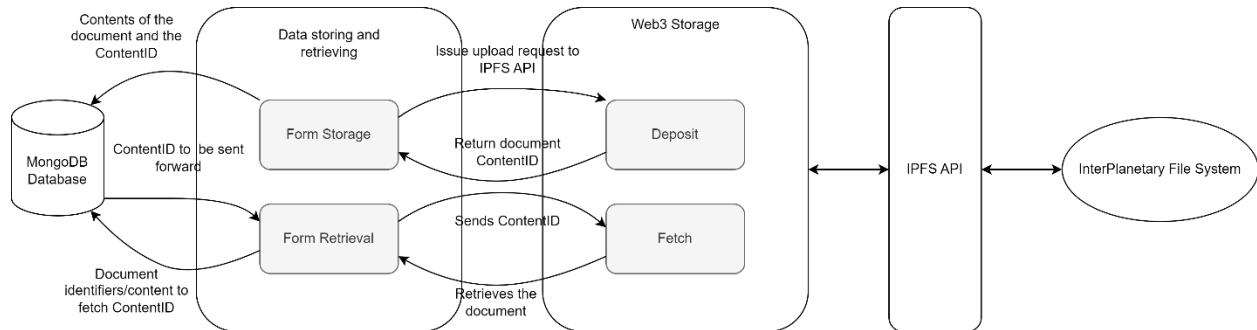 Contents of the
document and the
ContentID
Data storing and
retrieving
Web3 Storage
Issue upload request to
IPFS API
Form Storage
Deposit
Return document
ContentID
MongoDB
Database
ContentID to be sent
forward
IPFS API
InterPlanetary File System
Sends ContentID
Form Retrieval
Fetch
Document
identifiers/content to
fetch ContentID
Retrieves the
document